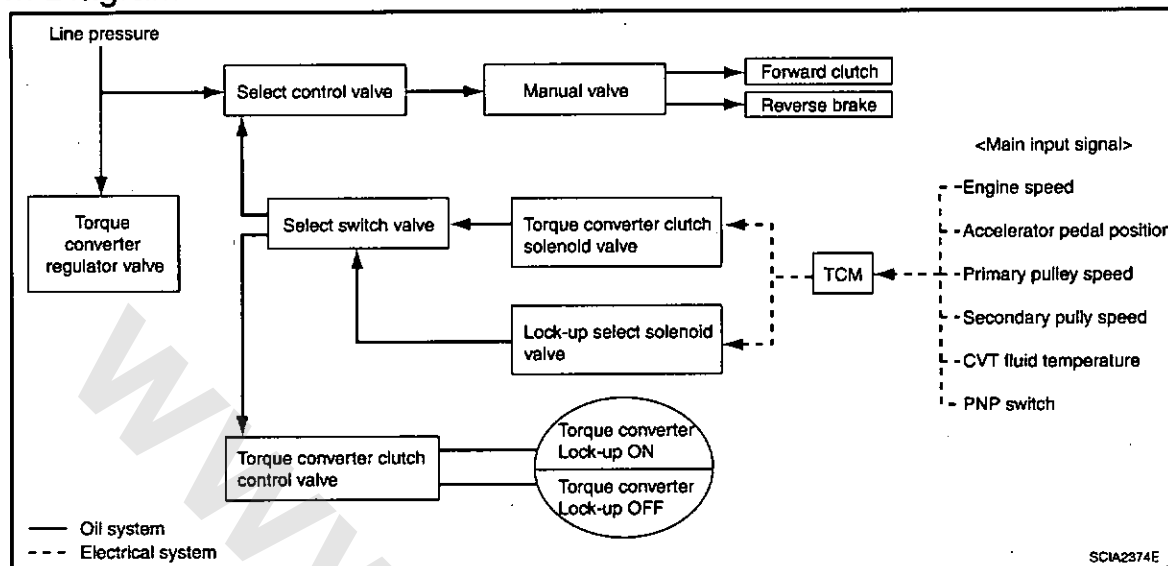 Line pressure
Select control valve
Manual valve
Forward clutch
Reverse brake
<Main input signal>
Engine speed
Torque
converter
regulator valve
Select switch valve
Torque converter clutch
solenoid valve
TCM
Accelerator pedal position
Primary pulley speed
Secondary pully speed
Lock-up select solenoid
valve
CVT fluid temperature
PNP switch
Torque converter clutch
control valve
Torque converter
Lock-up ON
Torque converter
Lock-up OFF
Oil system
Electrical system
SCIA2374E